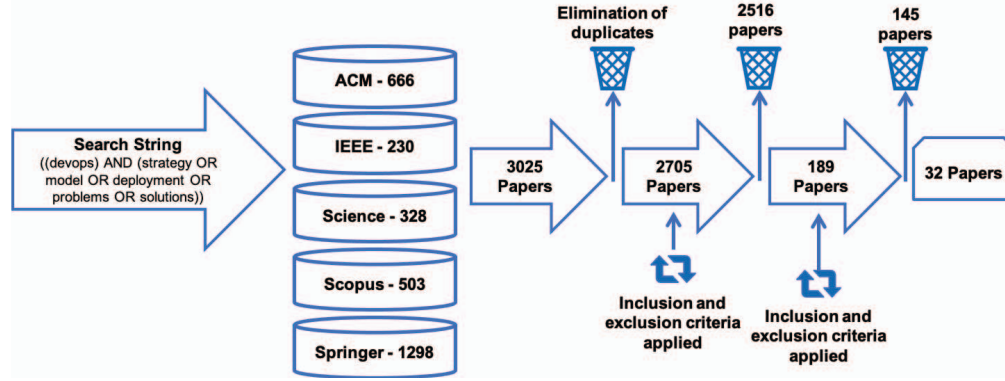 Search String
((devops) AND (strategy OR
model OR deployment OR
problems OR solutions))
ACM - 666
IEEE - 230
Science - 328
Scopus - 503
Springer - 1298
3025
Papers
Elimination of
duplicates
2705
Papers
Inclusion and
exclusion criteria
applied
2516
papers
189
Papers
Inclusion and
exclusion criteria
applied
145
papers
32 Papers